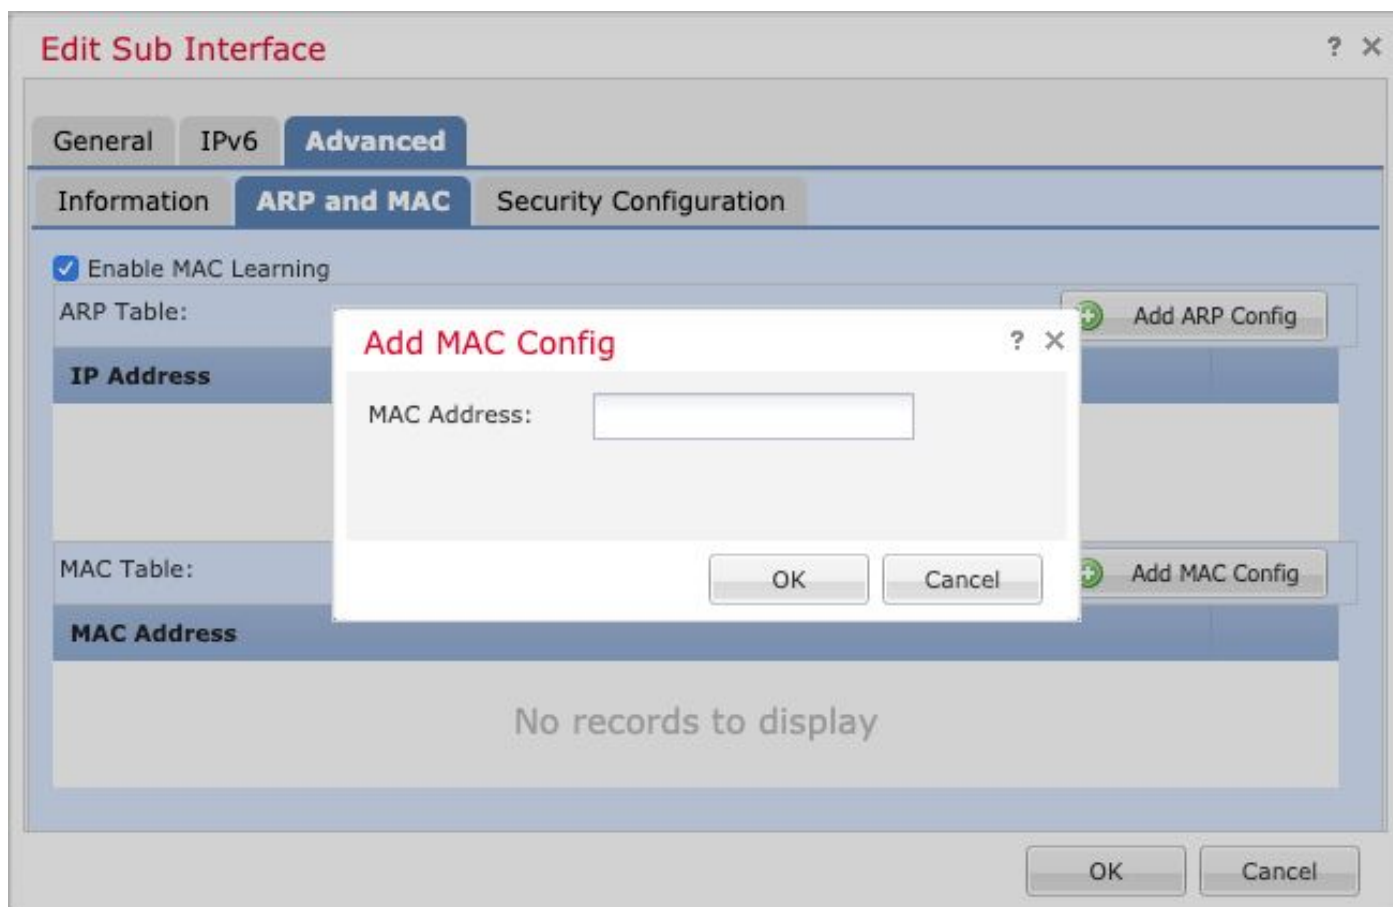 Edit Sub Interface ? ×
General IPv6 Advanced
Information ARP and MAC Security Configuration
Enable MAC Learning
ARP Table: Add ARP Config
IP Address
Add MAC Config ? ×
MAC Address:
OK Cancel
MAC Table: Add MAC Config
MAC Address
No records to display
OK Cancel